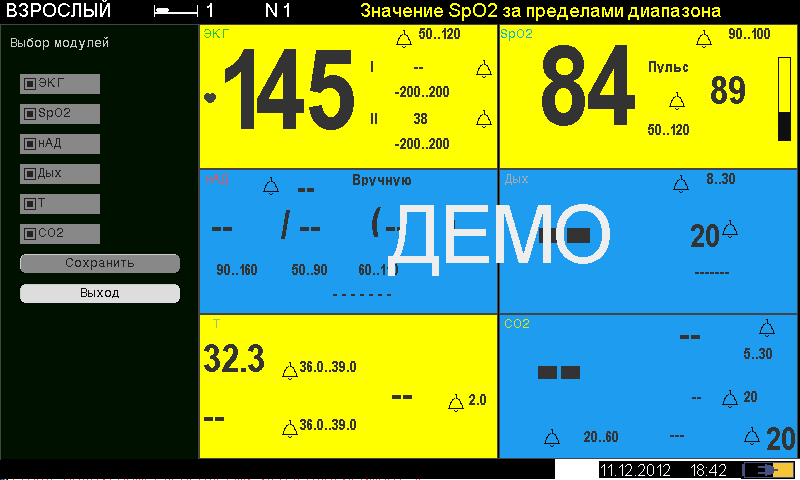 ВЗРОСЛЫЙ 1 N 1 Значение SpO2 за пределами диапазона
Выбор модулей
ЭКГ
SpO2
нАД
Дых
Т
СО2
Сохранить
Выход
ЭКГ 50..120
145
I --
-200..200
II 38
-200..200
SpO2 90..100
84
Пульс 89
50..120
нАД -- Вручную
-- / -- (--
90..160 50..90
-------
Дых 8..30
-- 20
-------
ДЕМО
Т
32.3 36.0..39.0
-- 2.0
-- 36.0..39.0
СО2 --
5..30
--
-- 20
20..60 --- 20
11.12.2012 18:42